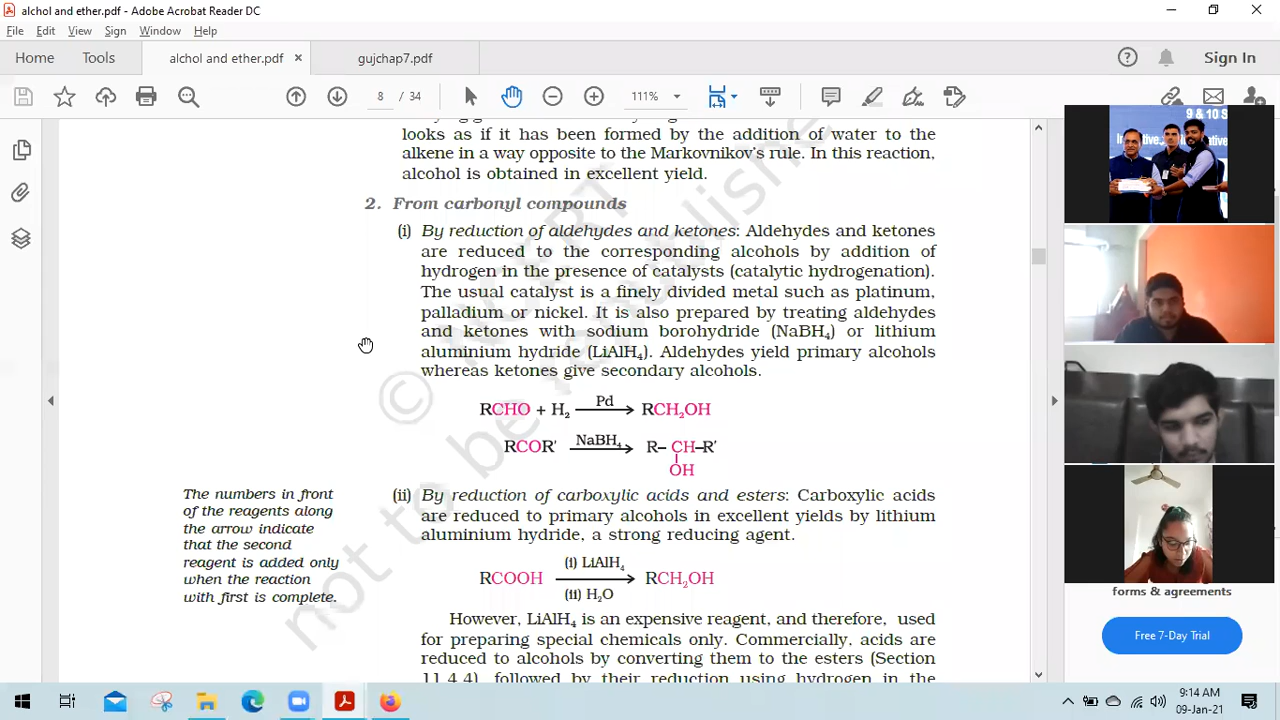 alchol and ether.pdf - Adobe Acrobat Reader DC
File Edit View Sign Window Help
Home Tools alchol and ether.pdf × gujchap7.pdf Sign In
8 / 34 111%
looks as if it has been formed by the addition of water to the
alkene in a way opposite to the Markovnikov's rule. In this reaction,
alcohol is obtained in excellent yield.
2. From carbonyl compounds
(i) By reduction of aldehydes and ketones: Aldehydes and ketones
are reduced to the corresponding alcohols by addition of
hydrogen in the presence of catalysts (catalytic hydrogenation).
The usual catalyst is a finely divided metal such as platinum,
palladium or nickel. It is also prepared by treating aldehydes
and ketones with sodium borohydride (NaBH₄) or lithium
aluminium hydride (LiAlH₄). Aldehydes yield primary alcohols
whereas ketones give secondary alcohols.
Pd
RCHO + H₂ ⟶ RCH₂OH
NaBH₄
RCOR' ⟶ R–CH–R'
OH
The numbers in front
of the reagents along
the arrow indicate
that the second
reagent is added only
when the reaction
with first is complete.
(ii) By reduction of carboxylic acids and esters: Carboxylic acids
are reduced to primary alcohols in excellent yields by lithium
aluminium hydride, a strong reducing agent.
(i) LiAlH₄
RCOOH ⟶ RCH₂OH
(ii) H₂O
However, LiAlH₄ is an expensive reagent, and therefore, used
for preparing special chemicals only. Commercially, acids are
reduced to alcohols by converting them to the esters (Section
11.4.4), followed by their reduction using hydrogen in the
not to be
9 & 10 S
forms & agreements
Free 7-Day Trial
9:14 AM
09-Jan-21